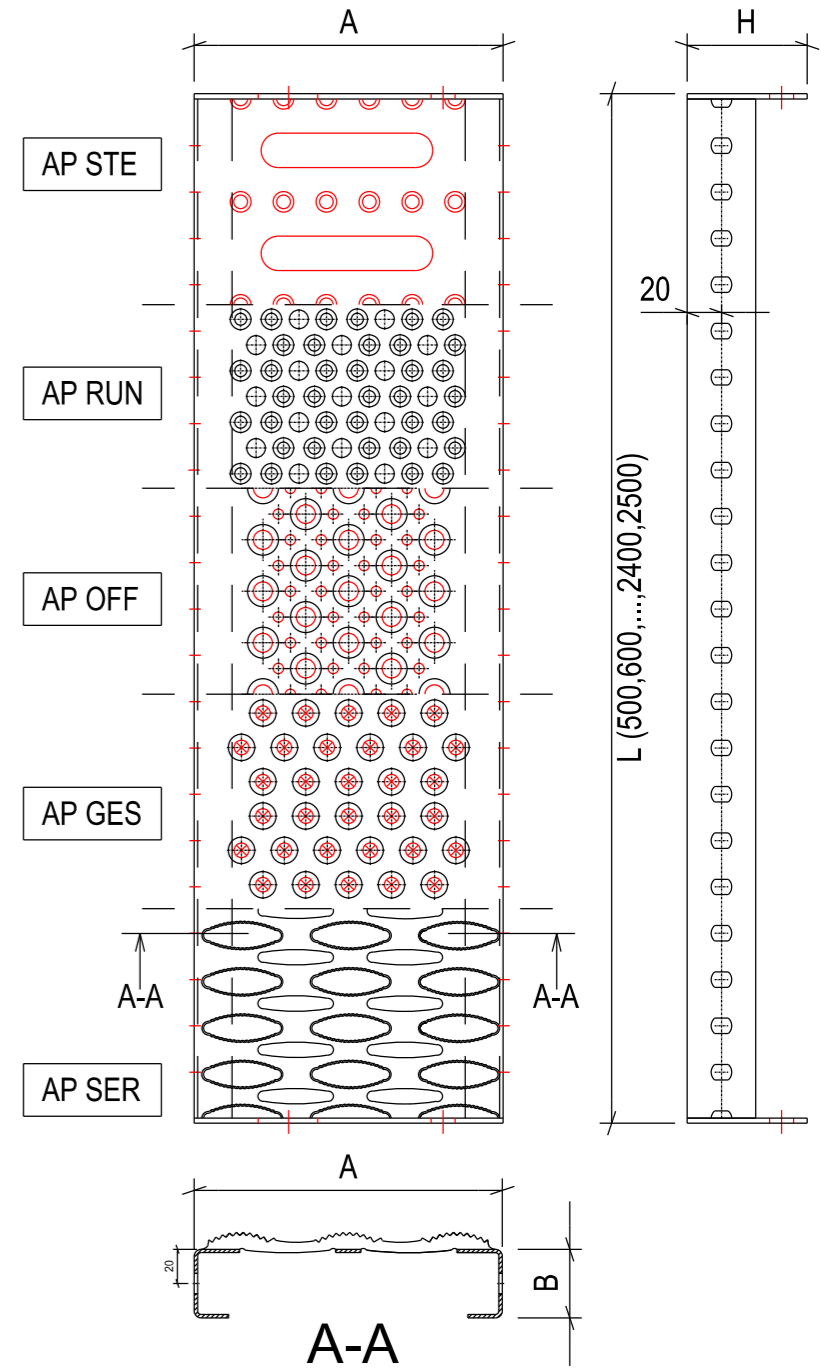 A
H
AP STE
20
AP RUN
L (500,600,...,2400,2500)
AP OFF
AP GES
A-A
A-A
AP SER
A
20
B
A-A